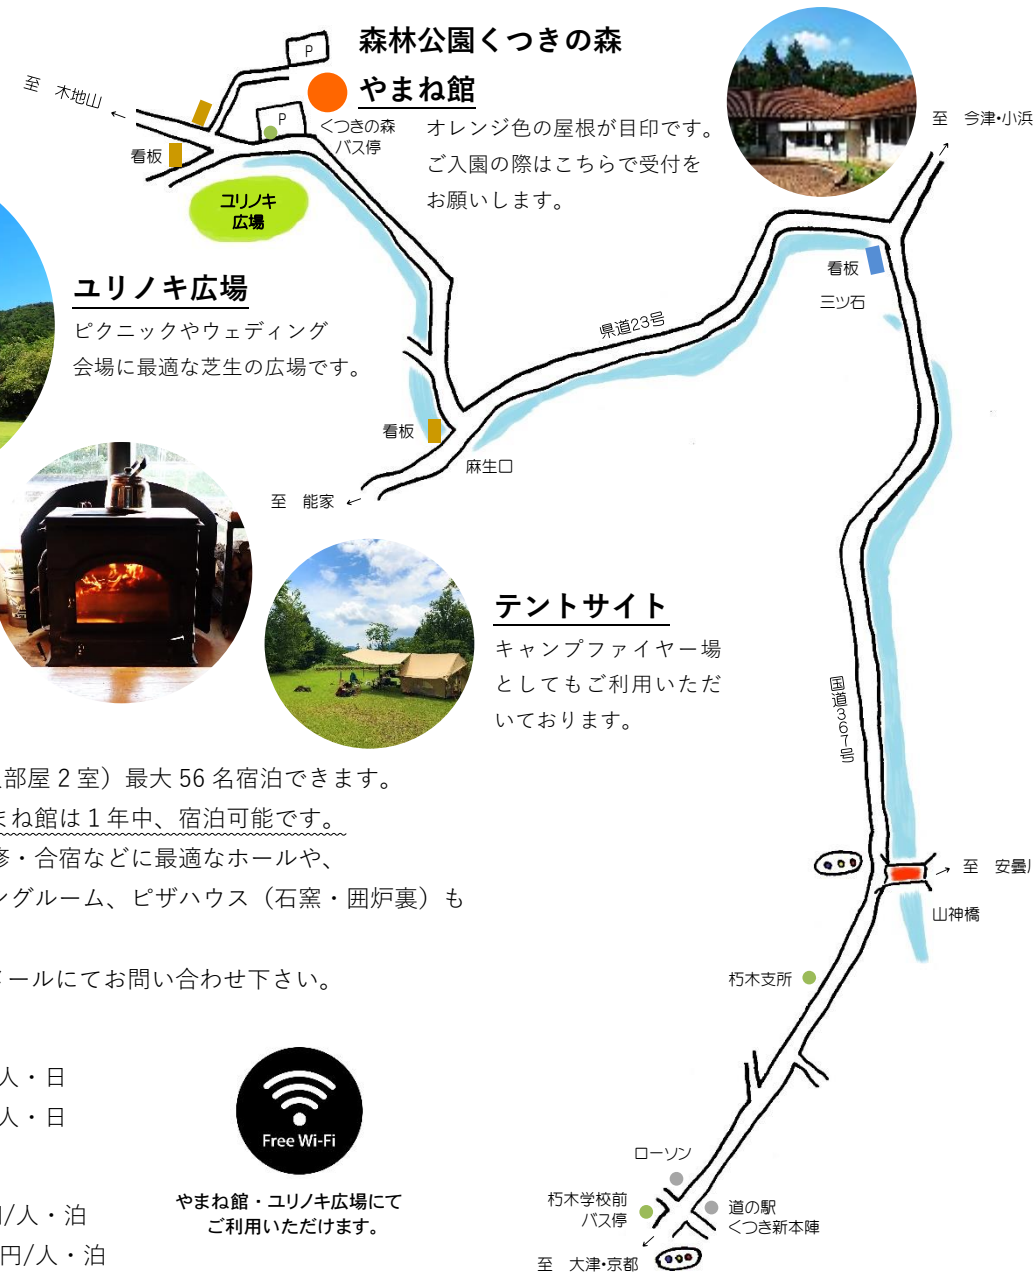 森林公園くつきの森
やまね館
オレンジ色の屋根が目印です。
ご入園の際はこちらで受付を
お願いします。
P
P
至 木地山
看板
くつきの森
バス停
ユリノキ
広場
至 今津・小浜
看板
三ツ石
県道23号
ユリノキ広場
ピクニックやウェディング
会場に最適な芝生の広場です。
看板
麻生口
至 能家
テントサイト
キャンプファイヤー場
としてもご利用いただ
いております。
国道367号
部屋 2 室）最大 56 名宿泊できます。
まね館は 1 年中、宿泊可能です。
修・合宿などに最適なホールや、
ングルーム、ピザハウス（石窯・囲炉裏）も
メールにてお問い合わせ下さい。
人・日
人・日
/人・泊
円/人・泊
Free Wi-Fi
やまね館・ユリノキ広場にて
ご利用いただけます。
至 安曇川
山神橋
朽木支所
ローソン
朽木学校前
バス停
道の駅
くつき新本陣
至 大津・京都